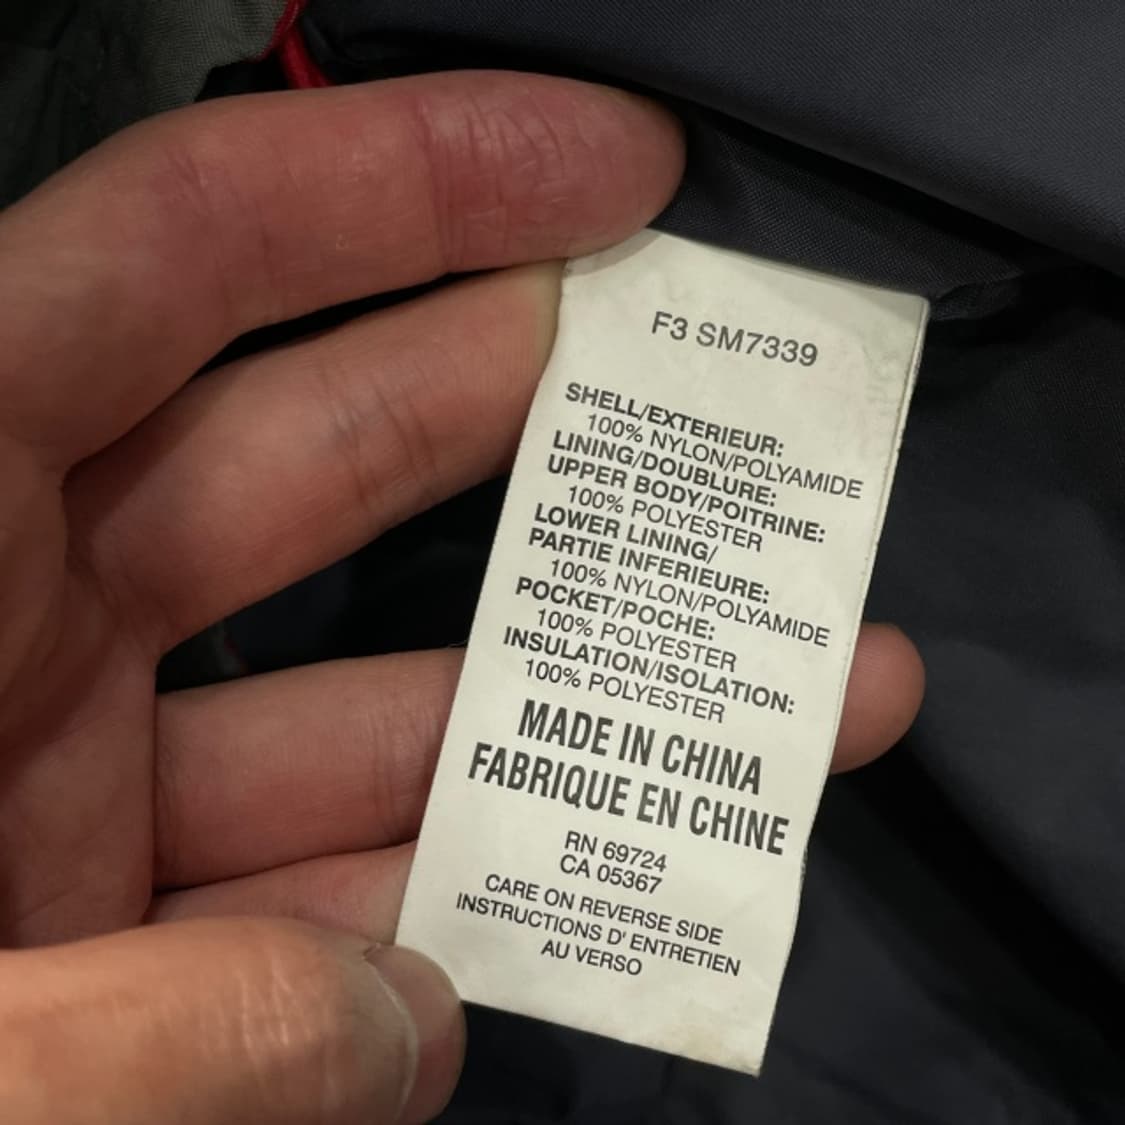 F3 SM7339
SHELL/EXTERIEUR:
100% NYLON/POLYAMIDE
LINING/DOUBLURE:
UPPER BODY/POITRINE:
100% POLYESTER
LOWER LINING/
PARTIE INFERIEURE:
100% NYLON/POLYAMIDE
POCKET/POCHE:
100% POLYESTER
INSULATION/ISOLATION:
100% POLYESTER
MADE IN CHINA
FABRIQUE EN CHINE
RN 69724
CA 05367
CARE ON REVERSE SIDE
INSTRUCTIONS D' ENTRETIEN
AU VERSO